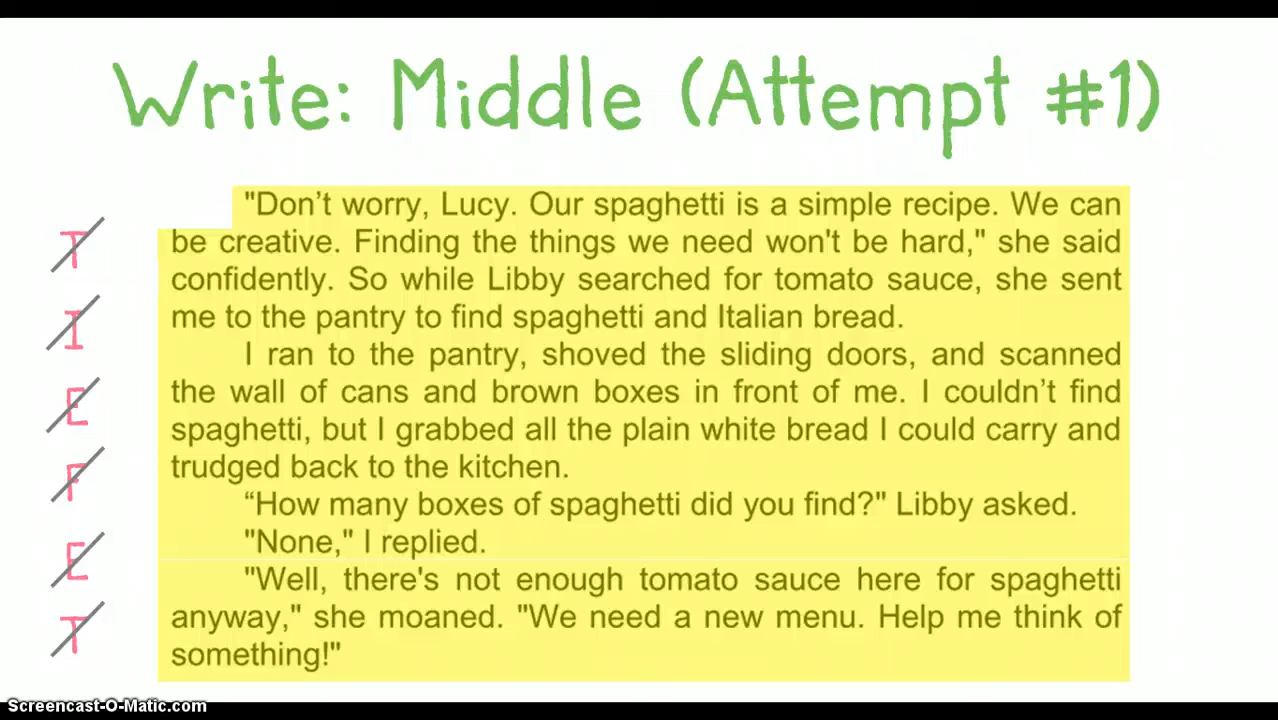 Write: Middle (Attempt #1)
"Don’t worry, Lucy. Our spaghetti is a simple recipe. We can
be creative. Finding the things we need won't be hard," she said
confidently. So while Libby searched for tomato sauce, she sent
me to the pantry to find spaghetti and Italian bread.
I ran to the pantry, shoved the sliding doors, and scanned
the wall of cans and brown boxes in front of me. I couldn’t find
spaghetti, but I grabbed all the plain white bread I could carry and
trudged back to the kitchen.
“How many boxes of spaghetti did you find?" Libby asked.
"None," I replied.
"Well, there's not enough tomato sauce here for spaghetti
anyway," she moaned. "We need a new menu. Help me think of
something!"
T
I
E
F
E
T
Screencast-O-Matic.com